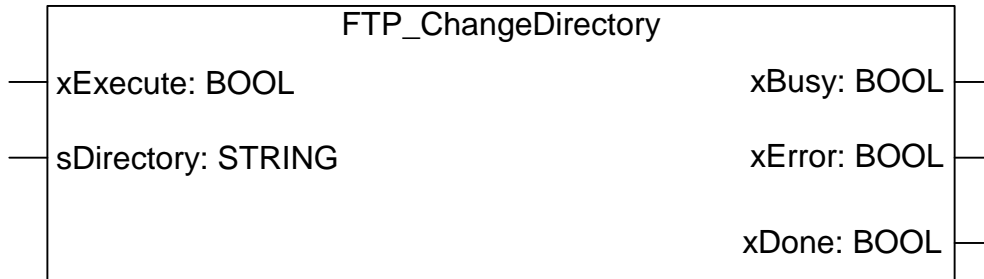 FTP_ChangeDirectory
xExecute: BOOL
xBusy: BOOL
sDirectory: STRING
xError: BOOL
xDone: BOOL